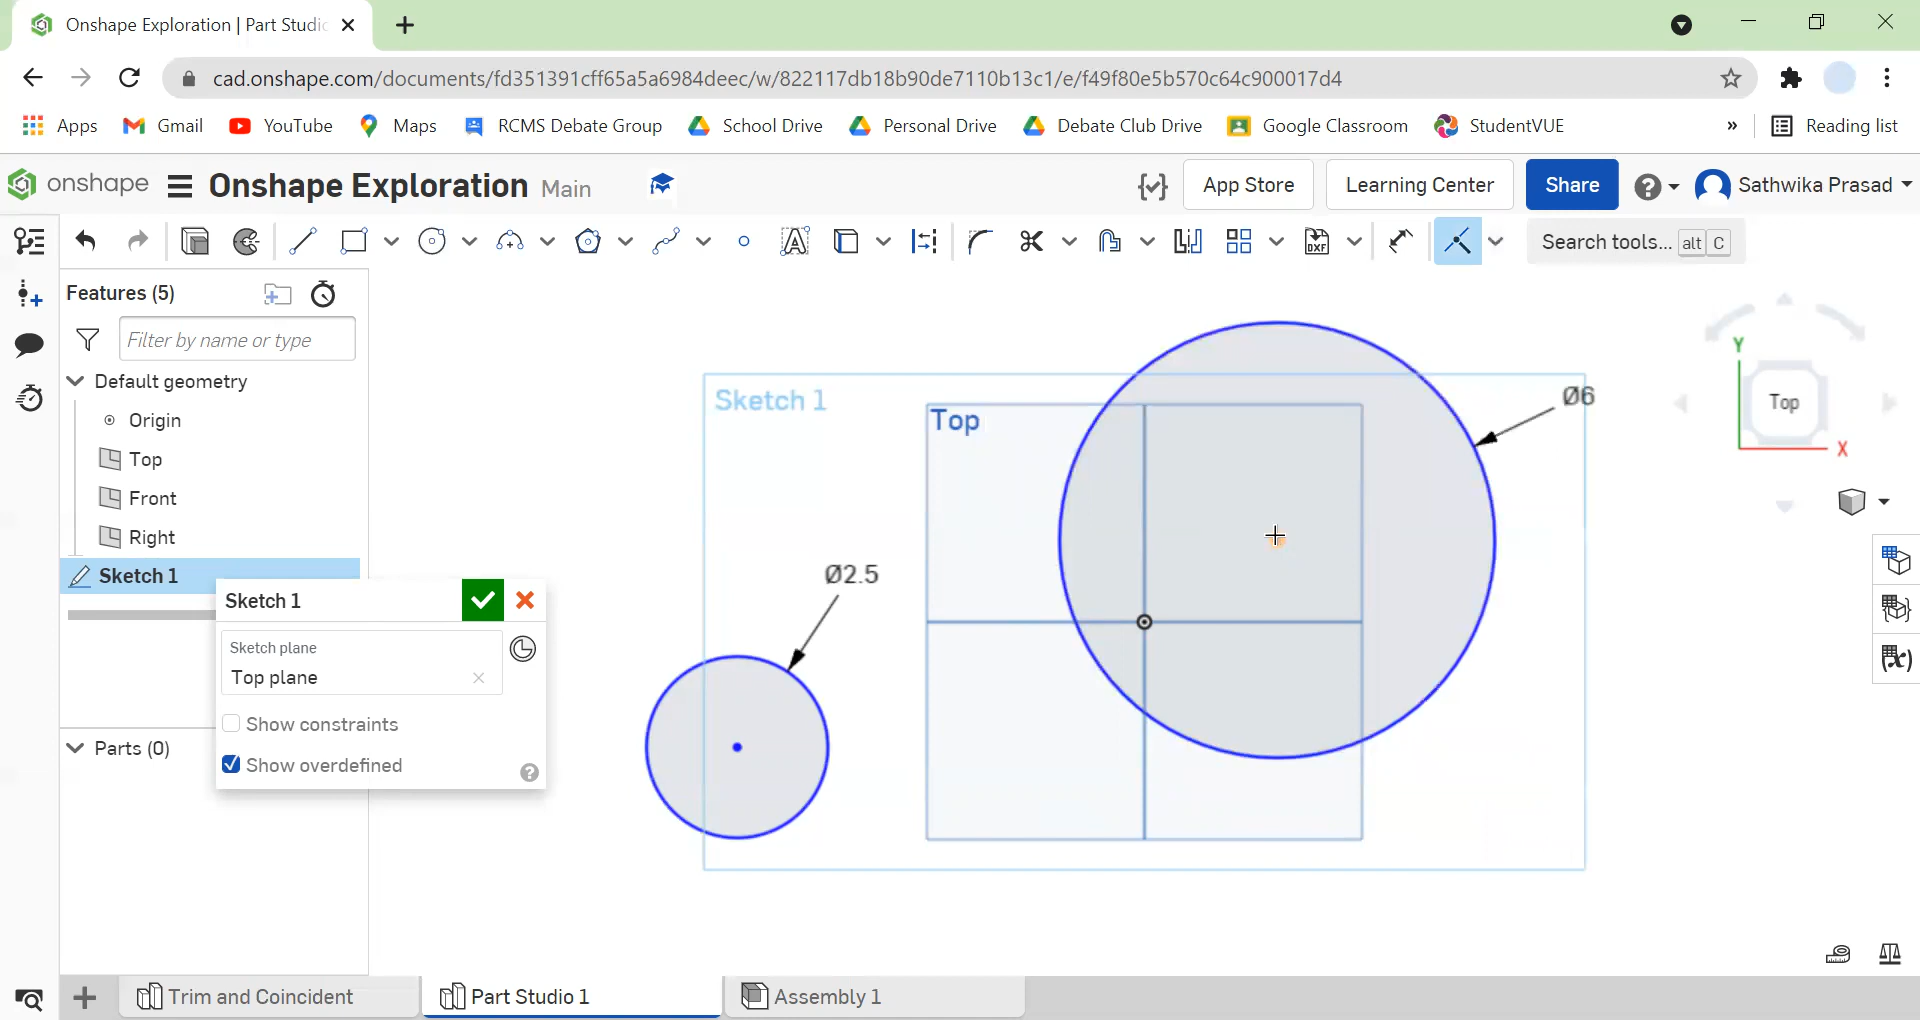 Onshape Exploration | Part Studio
cad.onshape.com/documents/fd351391cff65a5a6984deec/w/822117db18b90de7110b13c1/e/f49f80e5b570c64c900017d4
Apps Gmail YouTube Maps RCMS Debate Group School Drive Personal Drive Debate Club Drive Google Classroom StudentVUE » Reading list
onshape Onshape Exploration Main App Store Learning Center Share Sathwika Prasad
Search tools... alt C
Features (5)
Filter by name or type
Default geometry
Origin
Top
Front
Right
Sketch 1
Sketch 1
Sketch plane
Top plane
Show constraints
Show overdefined
Parts (0)
Sketch 1
Top
Ø6
Ø2.5
Y
Top
X
Trim and Coincident Part Studio 1 Assembly 1